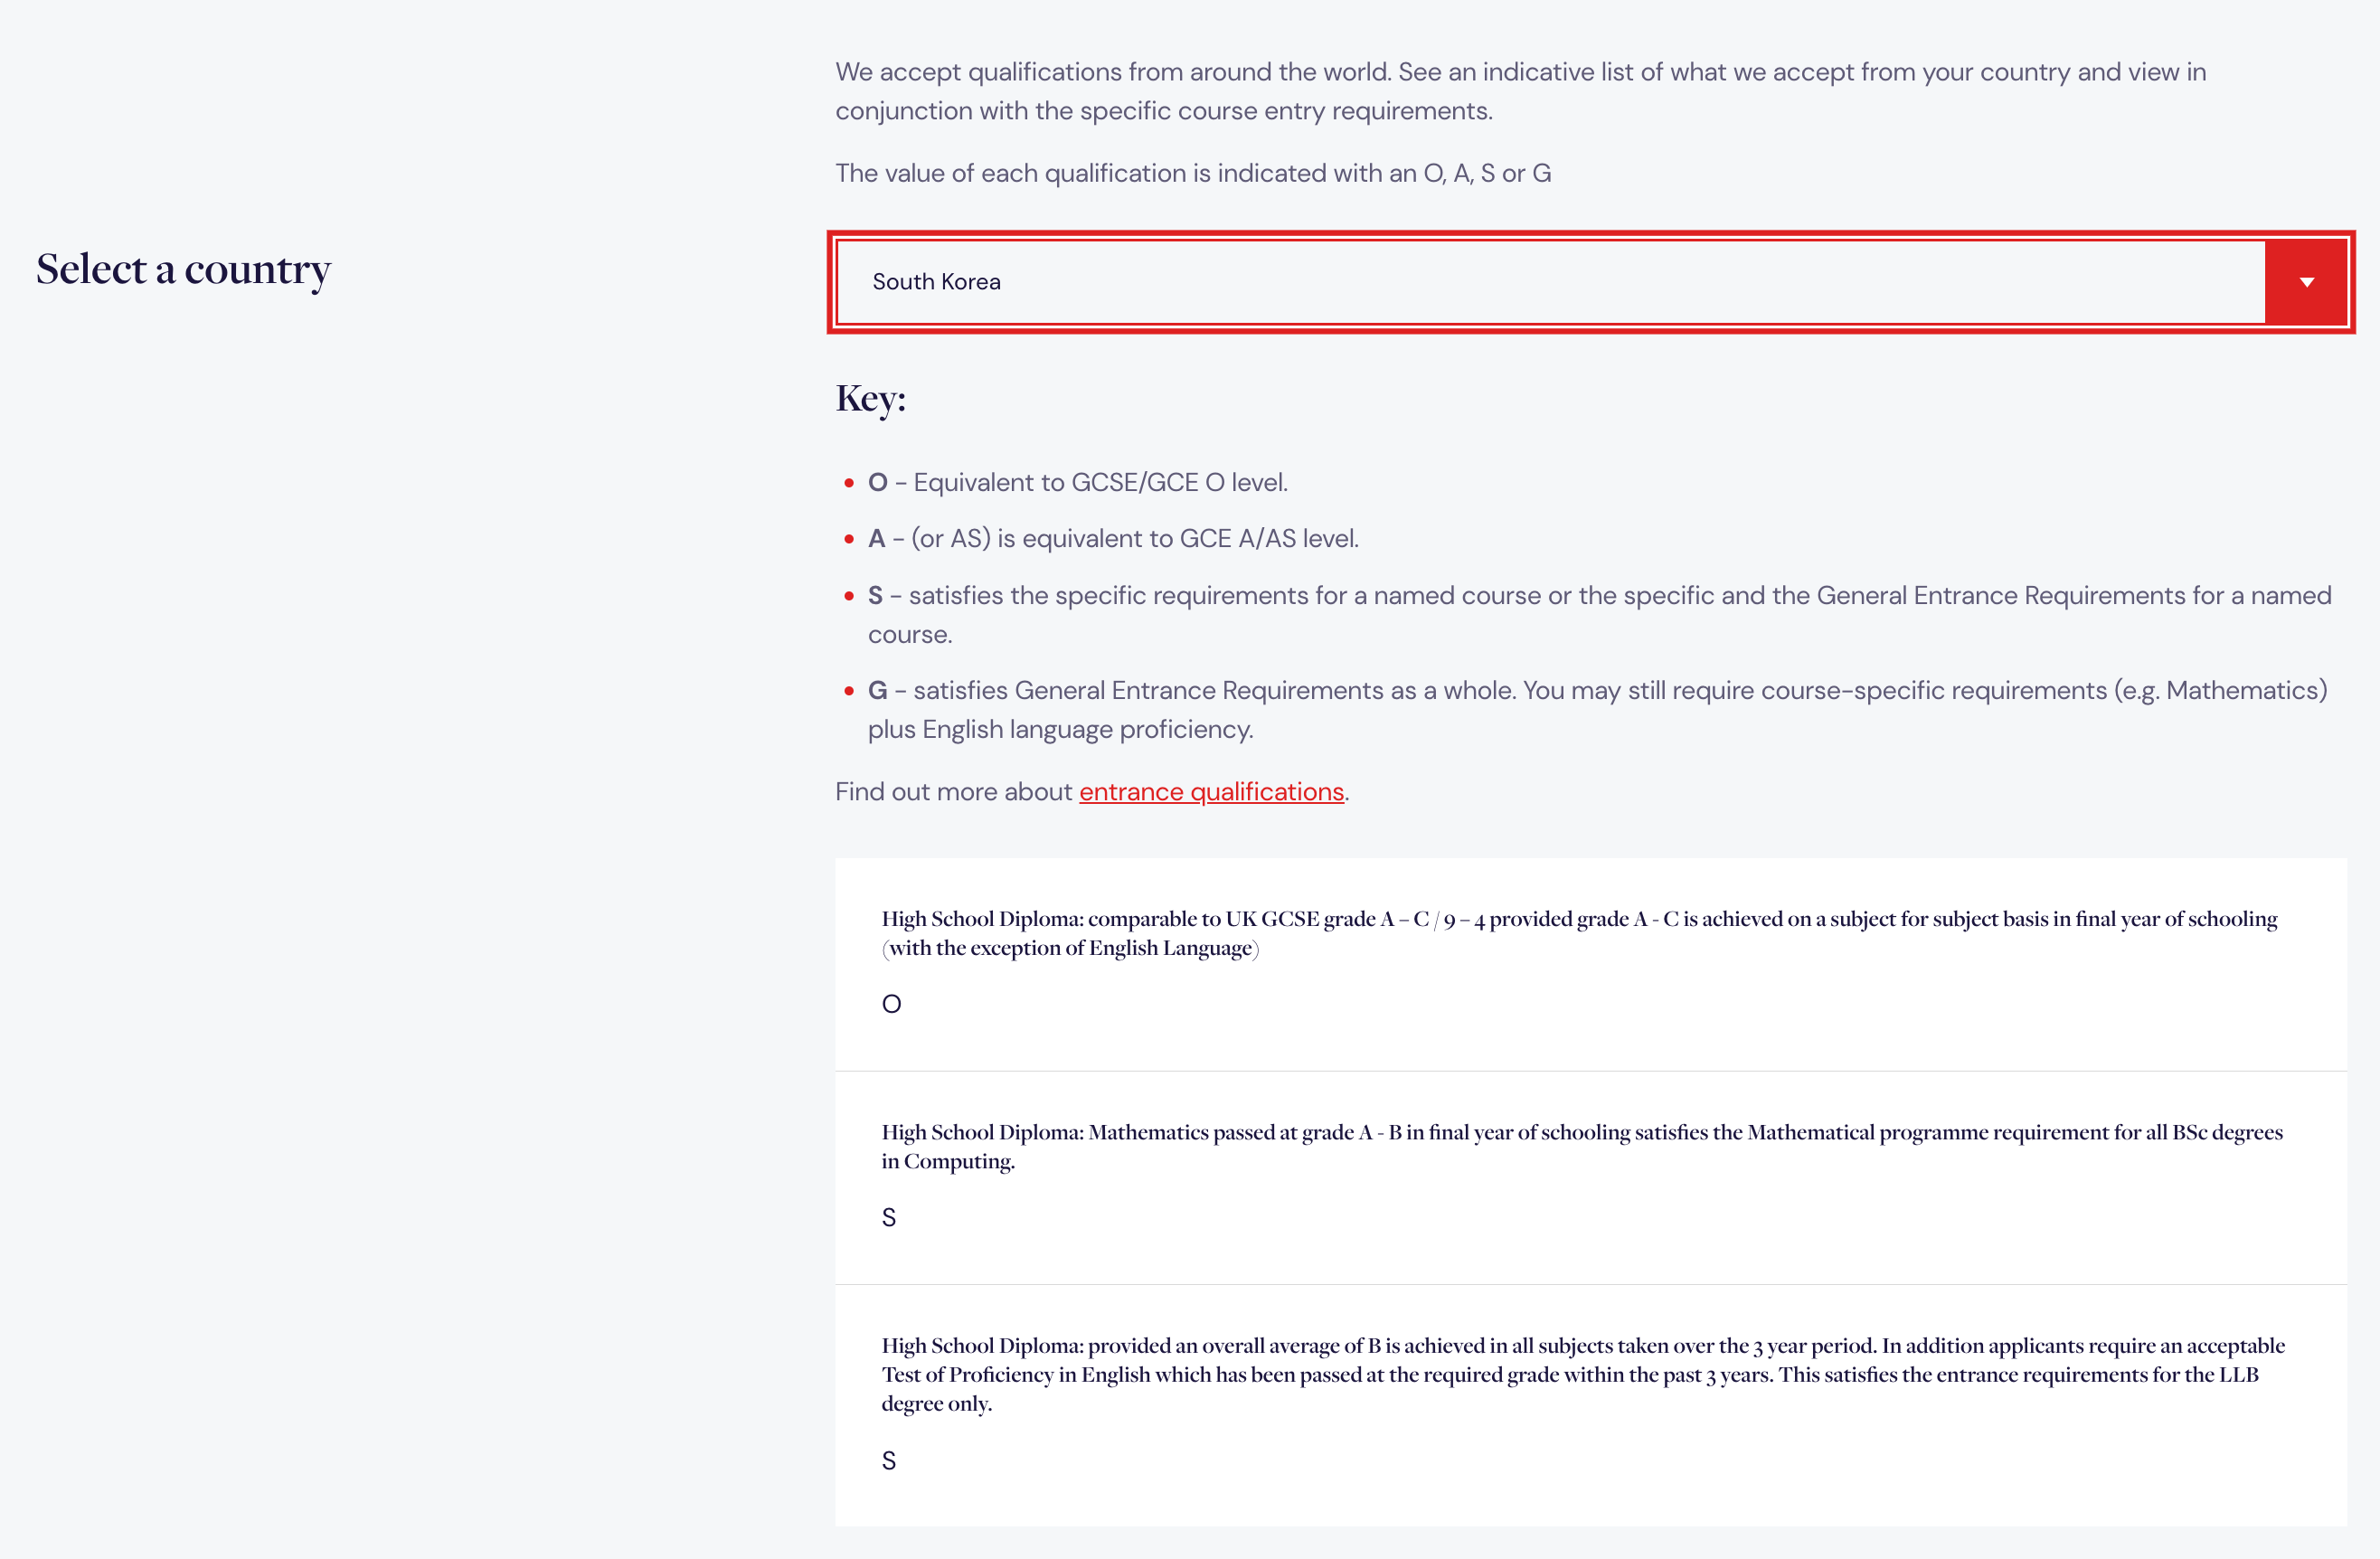 We accept qualifications from around the world. See an indicative list of what we accept from your country and view in
conjunction with the specific course entry requirements.
The value of each qualification is indicated with an O, A, S or G
Select a country
South Korea
Key:
O - Equivalent to GCSE/GCE O level.
A - (or AS) is equivalent to GCE A/AS level.
S - satisfies the specific requirements for a named course or the specific and the General Entrance Requirements for a named
course.
G - satisfies General Entrance Requirements as a whole. You may still require course-specific requirements (e.g. Mathematics)
plus English language proficiency.
Find out more about entrance qualifications.
High School Diploma: comparable to UK GCSE grade A – C / 9 – 4 provided grade A - C is achieved on a subject for subject basis in final year of schooling
(with the exception of English Language)
O
High School Diploma: Mathematics passed at grade A - B in final year of schooling satisfies the Mathematical programme requirement for all BSc degrees
in Computing.
S
High School Diploma: provided an overall average of B is achieved in all subjects taken over the 3 year period. In addition applicants require an acceptable
Test of Proficiency in English which has been passed at the required grade within the past 3 years. This satisfies the entrance requirements for the LLB
degree only.
S